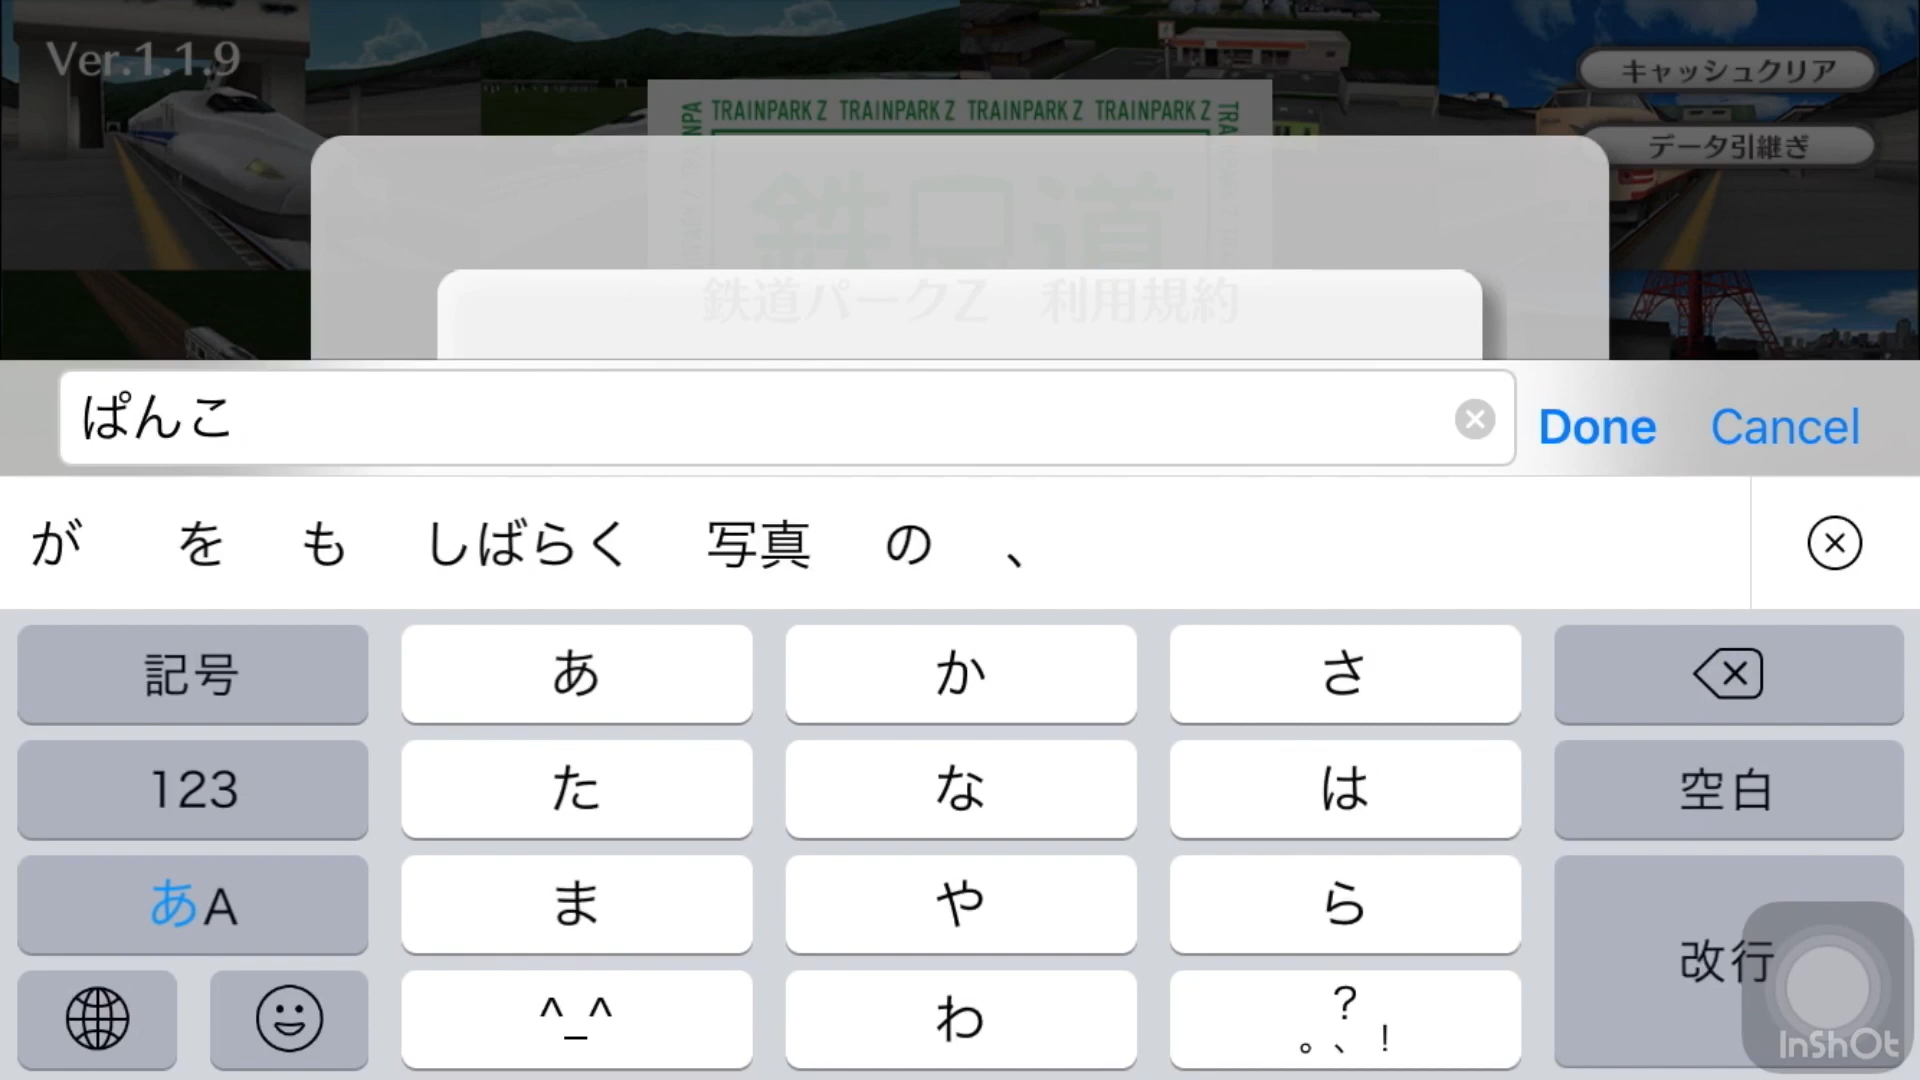 Ver.1.1.9
キャッシュクリア
データ引継ぎ
TRAINPARK Z TRAINPARK Z TRAINPARK Z TRAINPARK Z
鉄道
鉄道パークZ 利用規約
ぱんこ
Done Cancel
が を も しばらく 写真 の 、
記号 あ か さ
123 た な は 空白
あA ま や ら 改行
^_^ わ 。、?!
InShOt